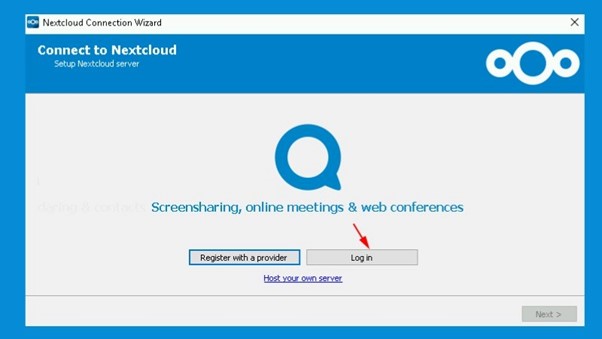 Nextcloud Connection Wizard
Connect to Nextcloud
Setup Nextcloud server
Screensharing, online meetings & web conferences
Register with a provider
Log in
Host your own server
Next >